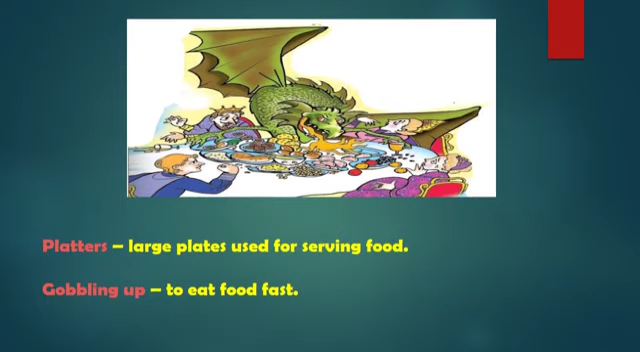 Platters – large plates used for serving food.
Gobbling up – to eat food fast.